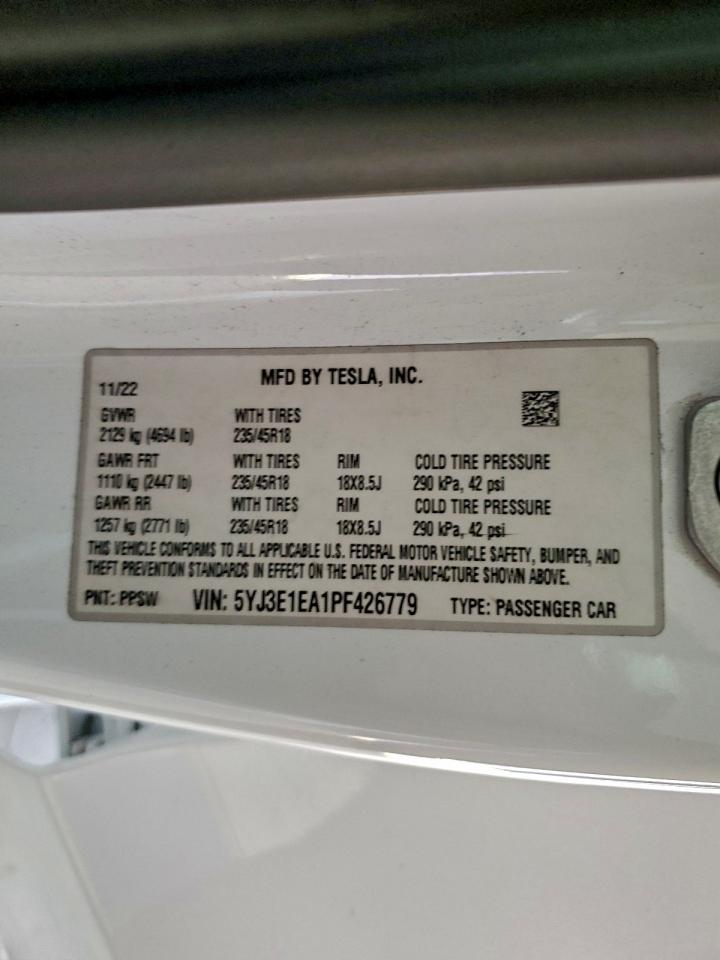 MFD BY TESLA, INC.
11/22
GVWR WITH TIRES
2129 kg (4694 lb) 235/45R18
GAWR FRT WITH TIRES RIM COLD TIRE PRESSURE
1110 kg (2447 lb) 235/45R18 18X8.5J 290 kPa, 42 psi
GAWR RR WITH TIRES RIM COLD TIRE PRESSURE
1257 kg (2771 lb) 235/45R18 18X8.5J 290 kPa, 42 psi
THIS VEHICLE CONFORMS TO ALL APPLICABLE U.S. FEDERAL MOTOR VEHICLE SAFETY, BUMPER, AND
THEFT PREVENTION STANDARDS IN EFFECT ON THE DATE OF MANUFACTURE SHOWN ABOVE.
PNT: PPSW VIN: 5YJ3E1EA1PF426779 TYPE: PASSENGER CAR